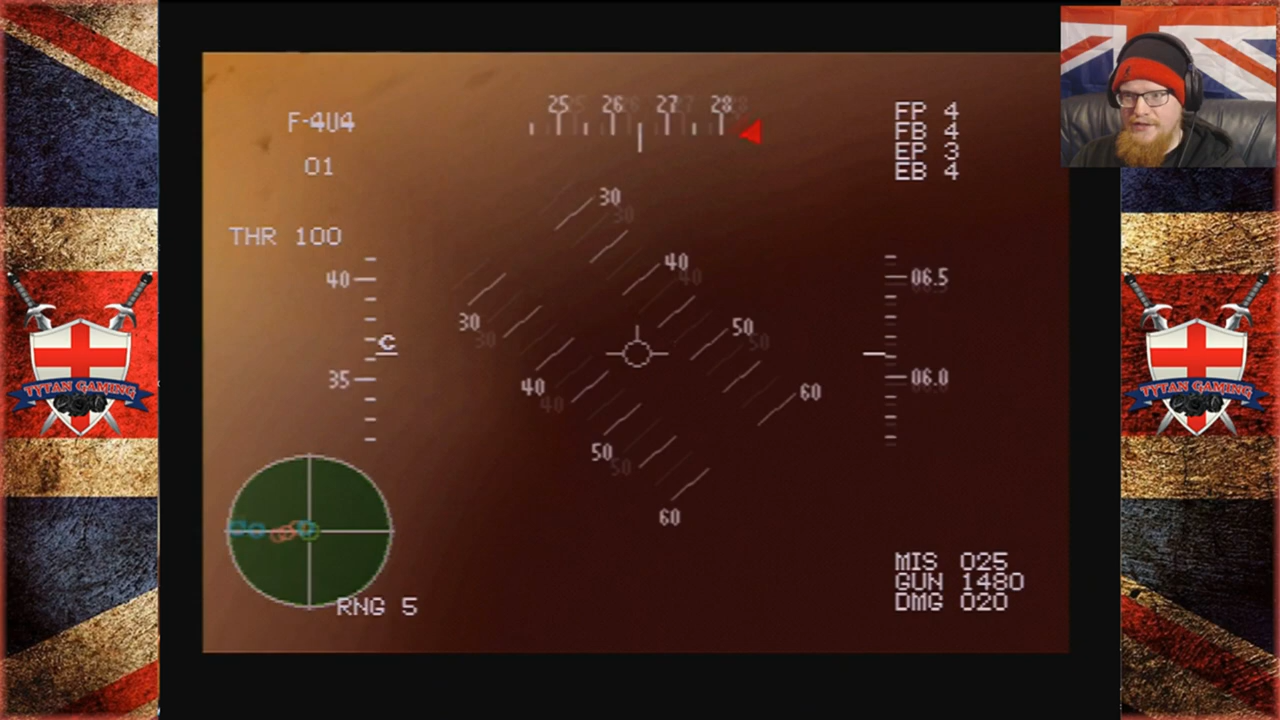 25 26 27 28
F-4U4
01
FP 4
FB 4
EP 3
EB 4
THR 100
30
40
40
06.5
30
50
35
06.0
40
60
50
60
RNG 5
MIS 025
GUN 1480
DMG 020
TYTAN GAMING
TYTAN GAMING